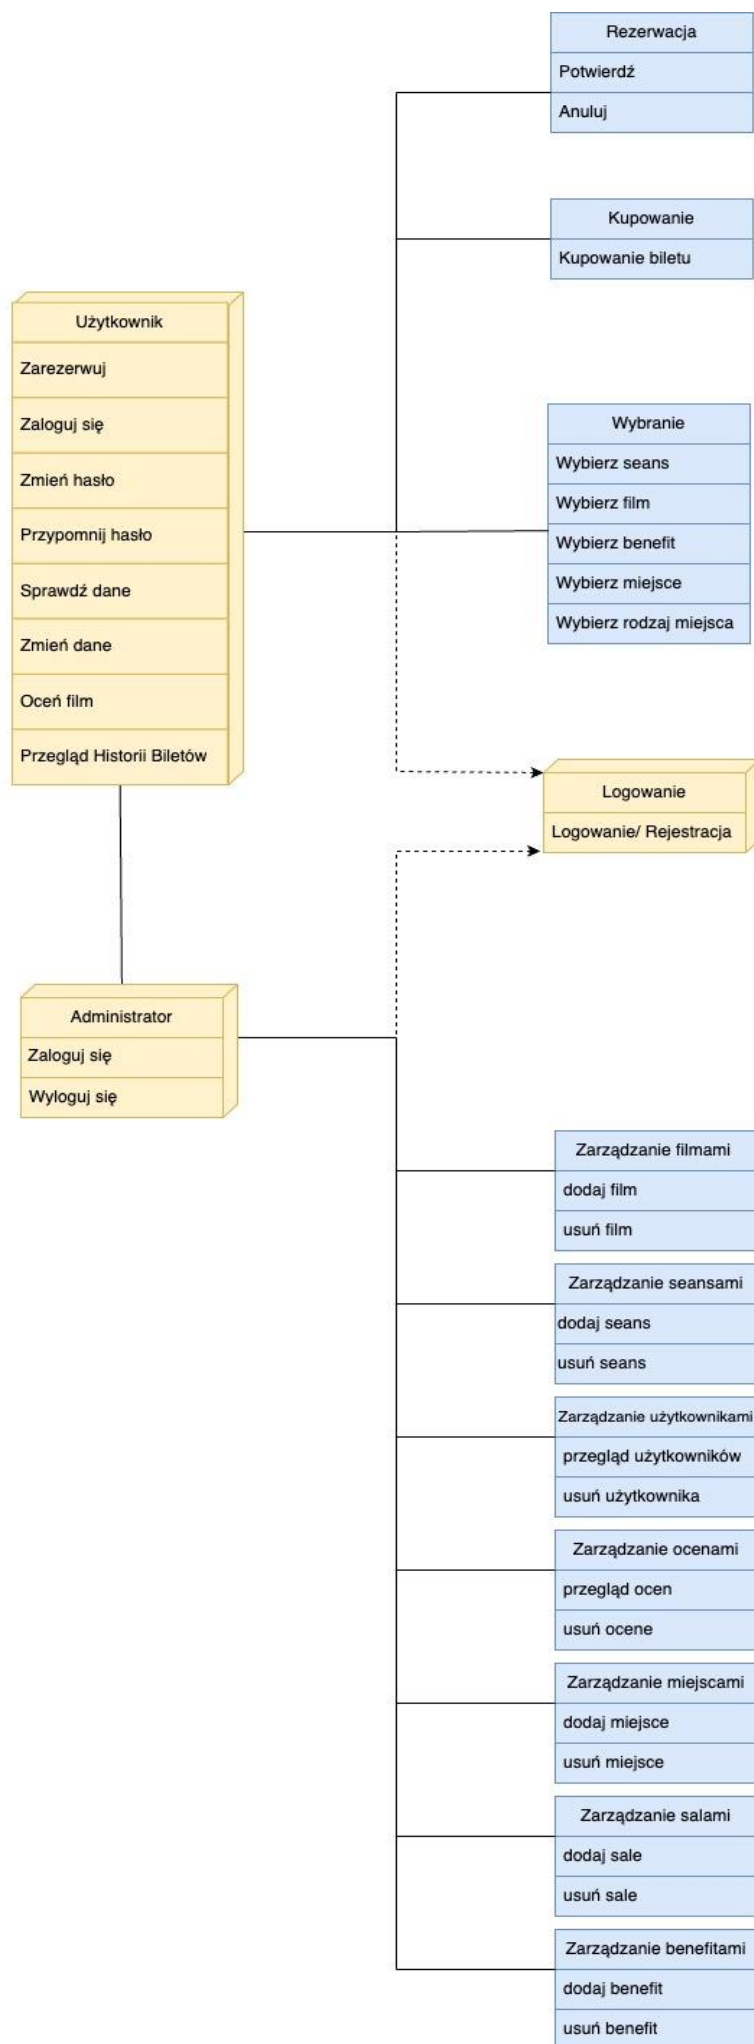 Rezerwacja
Potwierdź
Anuluj
Kupowanie
Kupowanie biletu
Użytkownik
Zarezerwuj
Zaloguj się
Zmień hasło
Przypomnij hasło
Sprawdź dane
Zmień dane
Oceń film
Przegląd Historii Biletów
Wybranie
Wybierz seans
Wybierz film
Wybierz benefit
Wybierz miejsce
Wybierz rodzaj miejsca
Logowanie
Logowanie/ Rejestracja
Administrator
Zaloguj się
Wyloguj się
Zarządzanie filmami
dodaj film
usuń film
Zarządzanie seansami
dodaj seans
usuń seans
Zarządzanie użytkownikami
przegląd użytkowników
usuń użytkownika
Zarządzanie ocenami
przegląd ocen
usuń ocene
Zarządzanie miejscami
dodaj miejsce
usuń miejsce
Zarządzanie salami
dodaj sale
usuń sale
Zarządzanie benefitami
dodaj benefit
usuń benefit